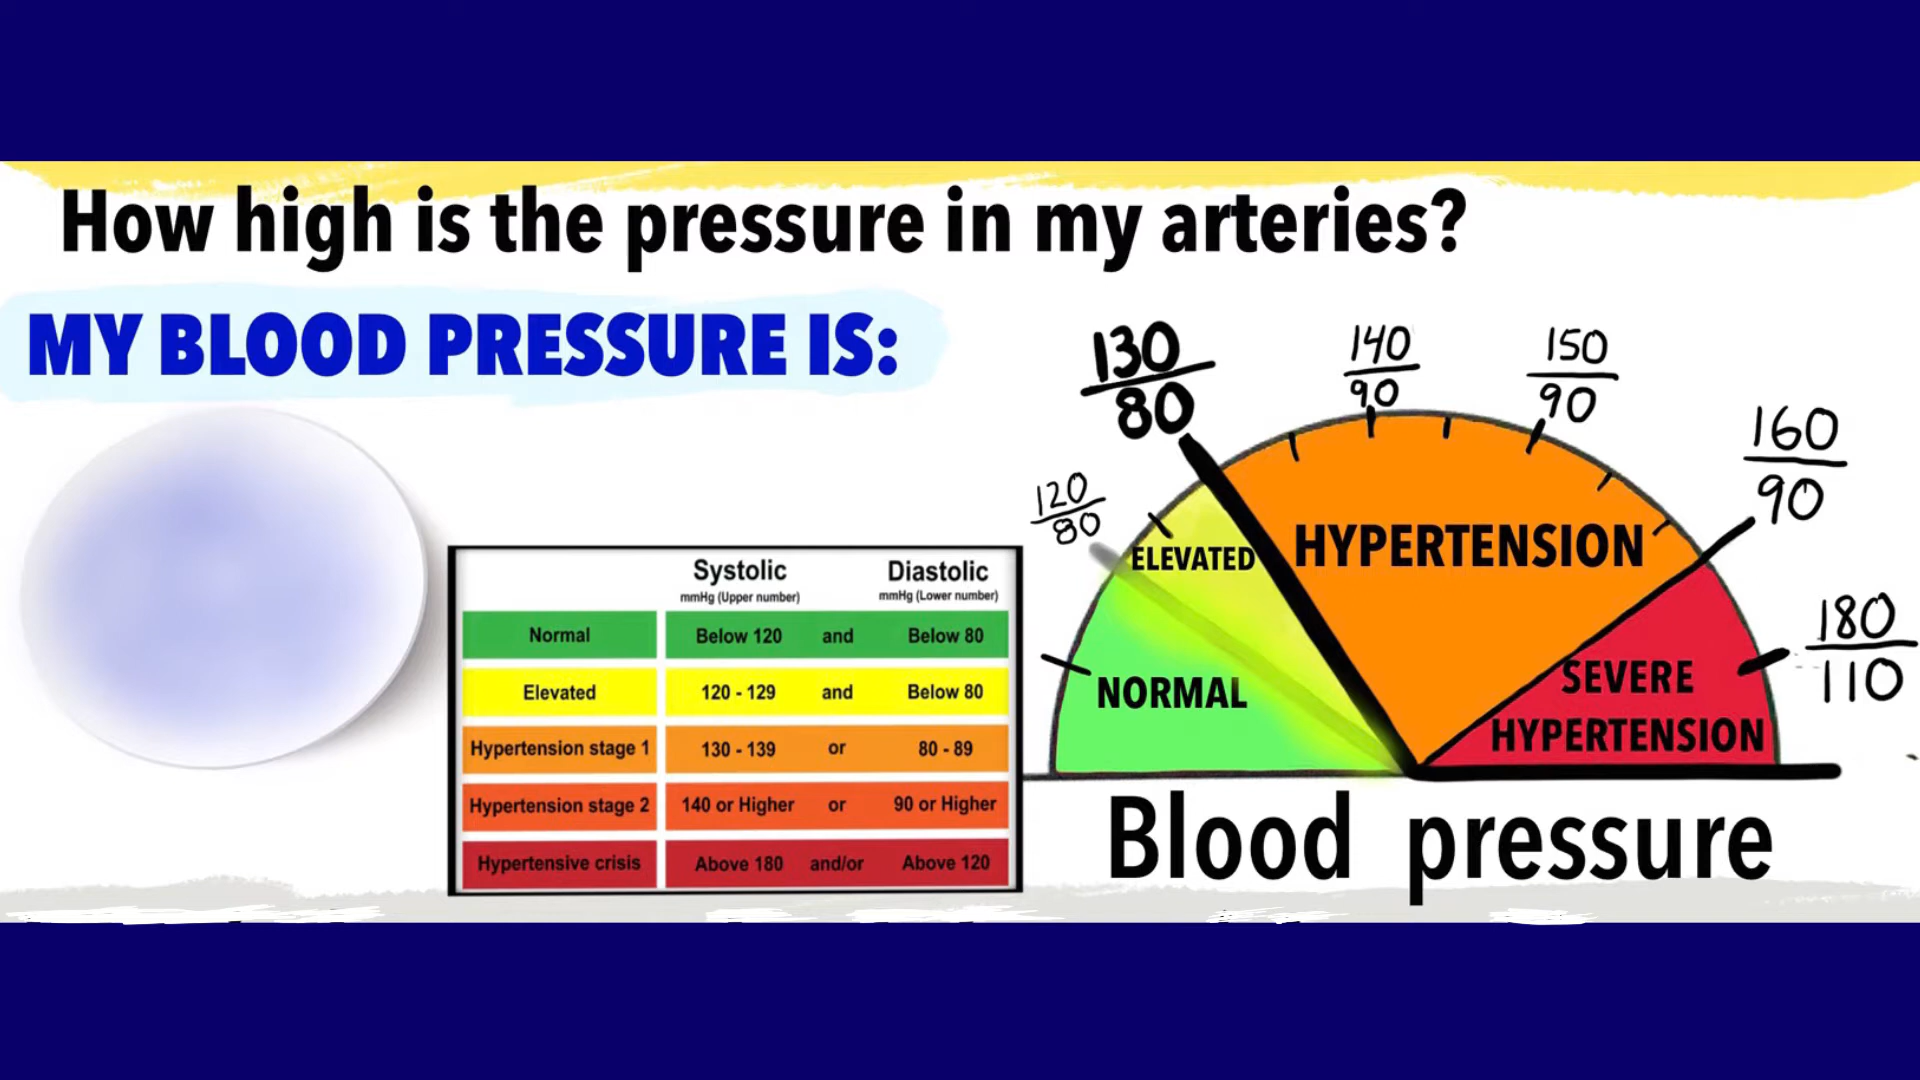 How high is the pressure in my arteries?
MY BLOOD PRESSURE IS:
Systolic Diastolic
mmHg (Upper number) mmHg (Lower number)
Normal Below 120 and Below 80
Elevated 120 - 129 and Below 80
Hypertension stage 1 130 - 139 or 80 - 89
Hypertension stage 2 140 or Higher or 90 or Higher
Hypertensive crisis Above 180 and/or Above 120
120
80
130
80
140
90
150
90
160
90
180
110
NORMAL
ELEVATED
HYPERTENSION
SEVERE
HYPERTENSION
Blood pressure